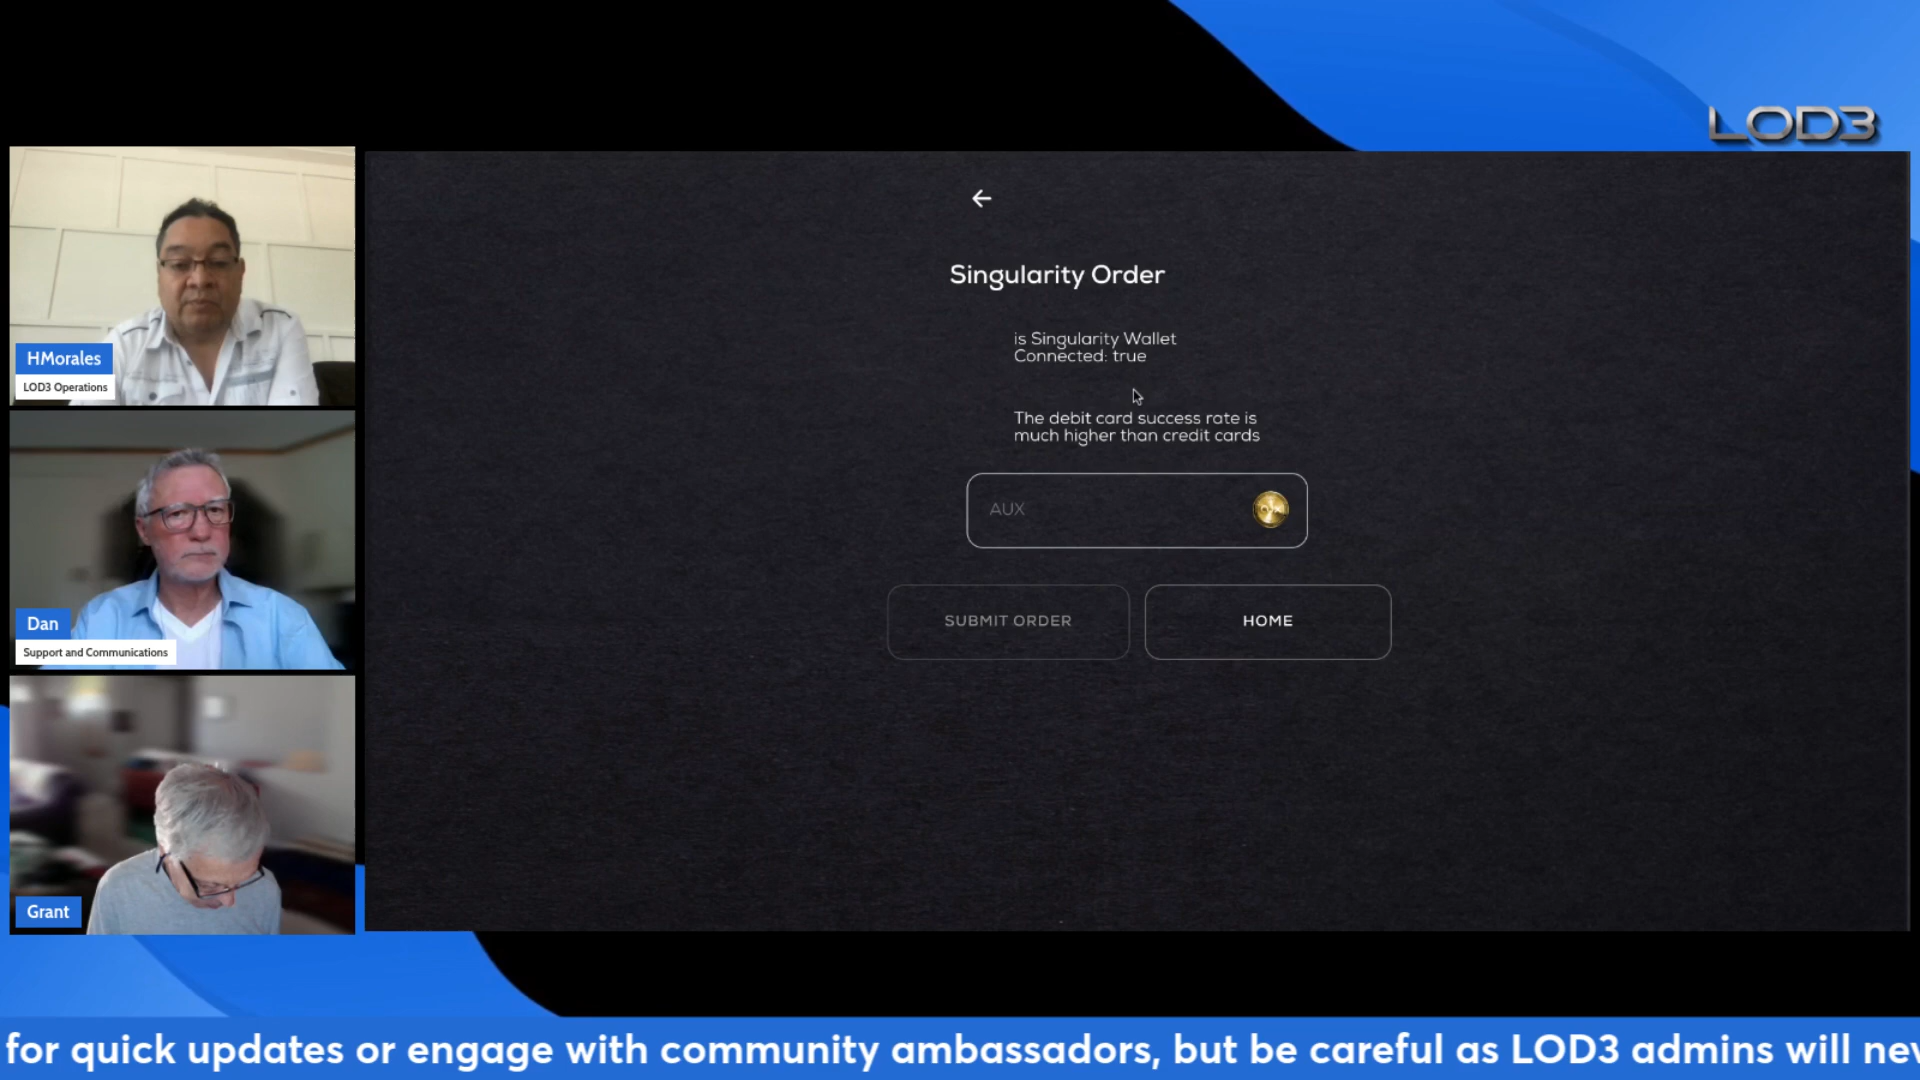 LOD3
HMorales
LOD3 Operations
Dan
Support and Communications
Grant
Singularity Order
is Singularity Wallet
Connected: true
The debit card success rate is
much higher than credit cards
AUX
SUBMIT ORDER
HOME
for quick updates or engage with community ambassadors, but be careful as LOD3 admins will nev